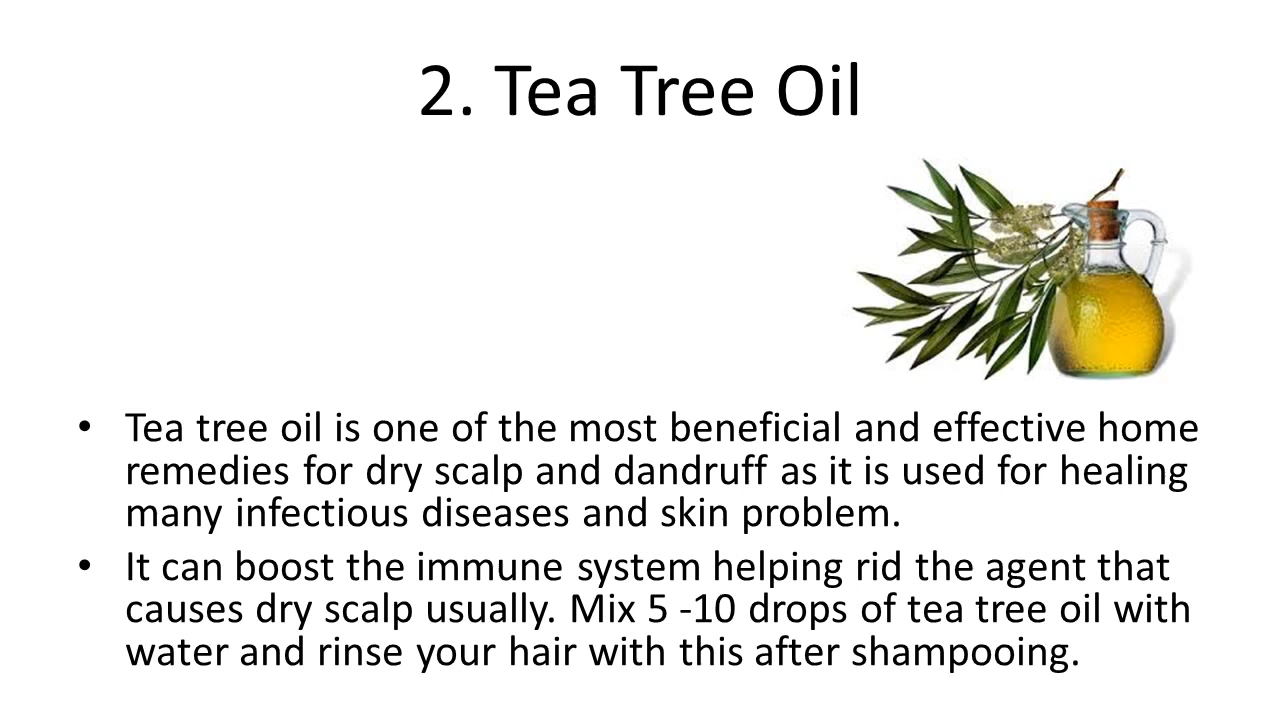 2. Tea Tree Oil
• Tea tree oil is one of the most beneficial and effective home
remedies for dry scalp and dandruff as it is used for healing
many infectious diseases and skin problem.
• It can boost the immune system helping rid the agent that
causes dry scalp usually. Mix 5 -10 drops of tea tree oil with
water and rinse your hair with this after shampooing.